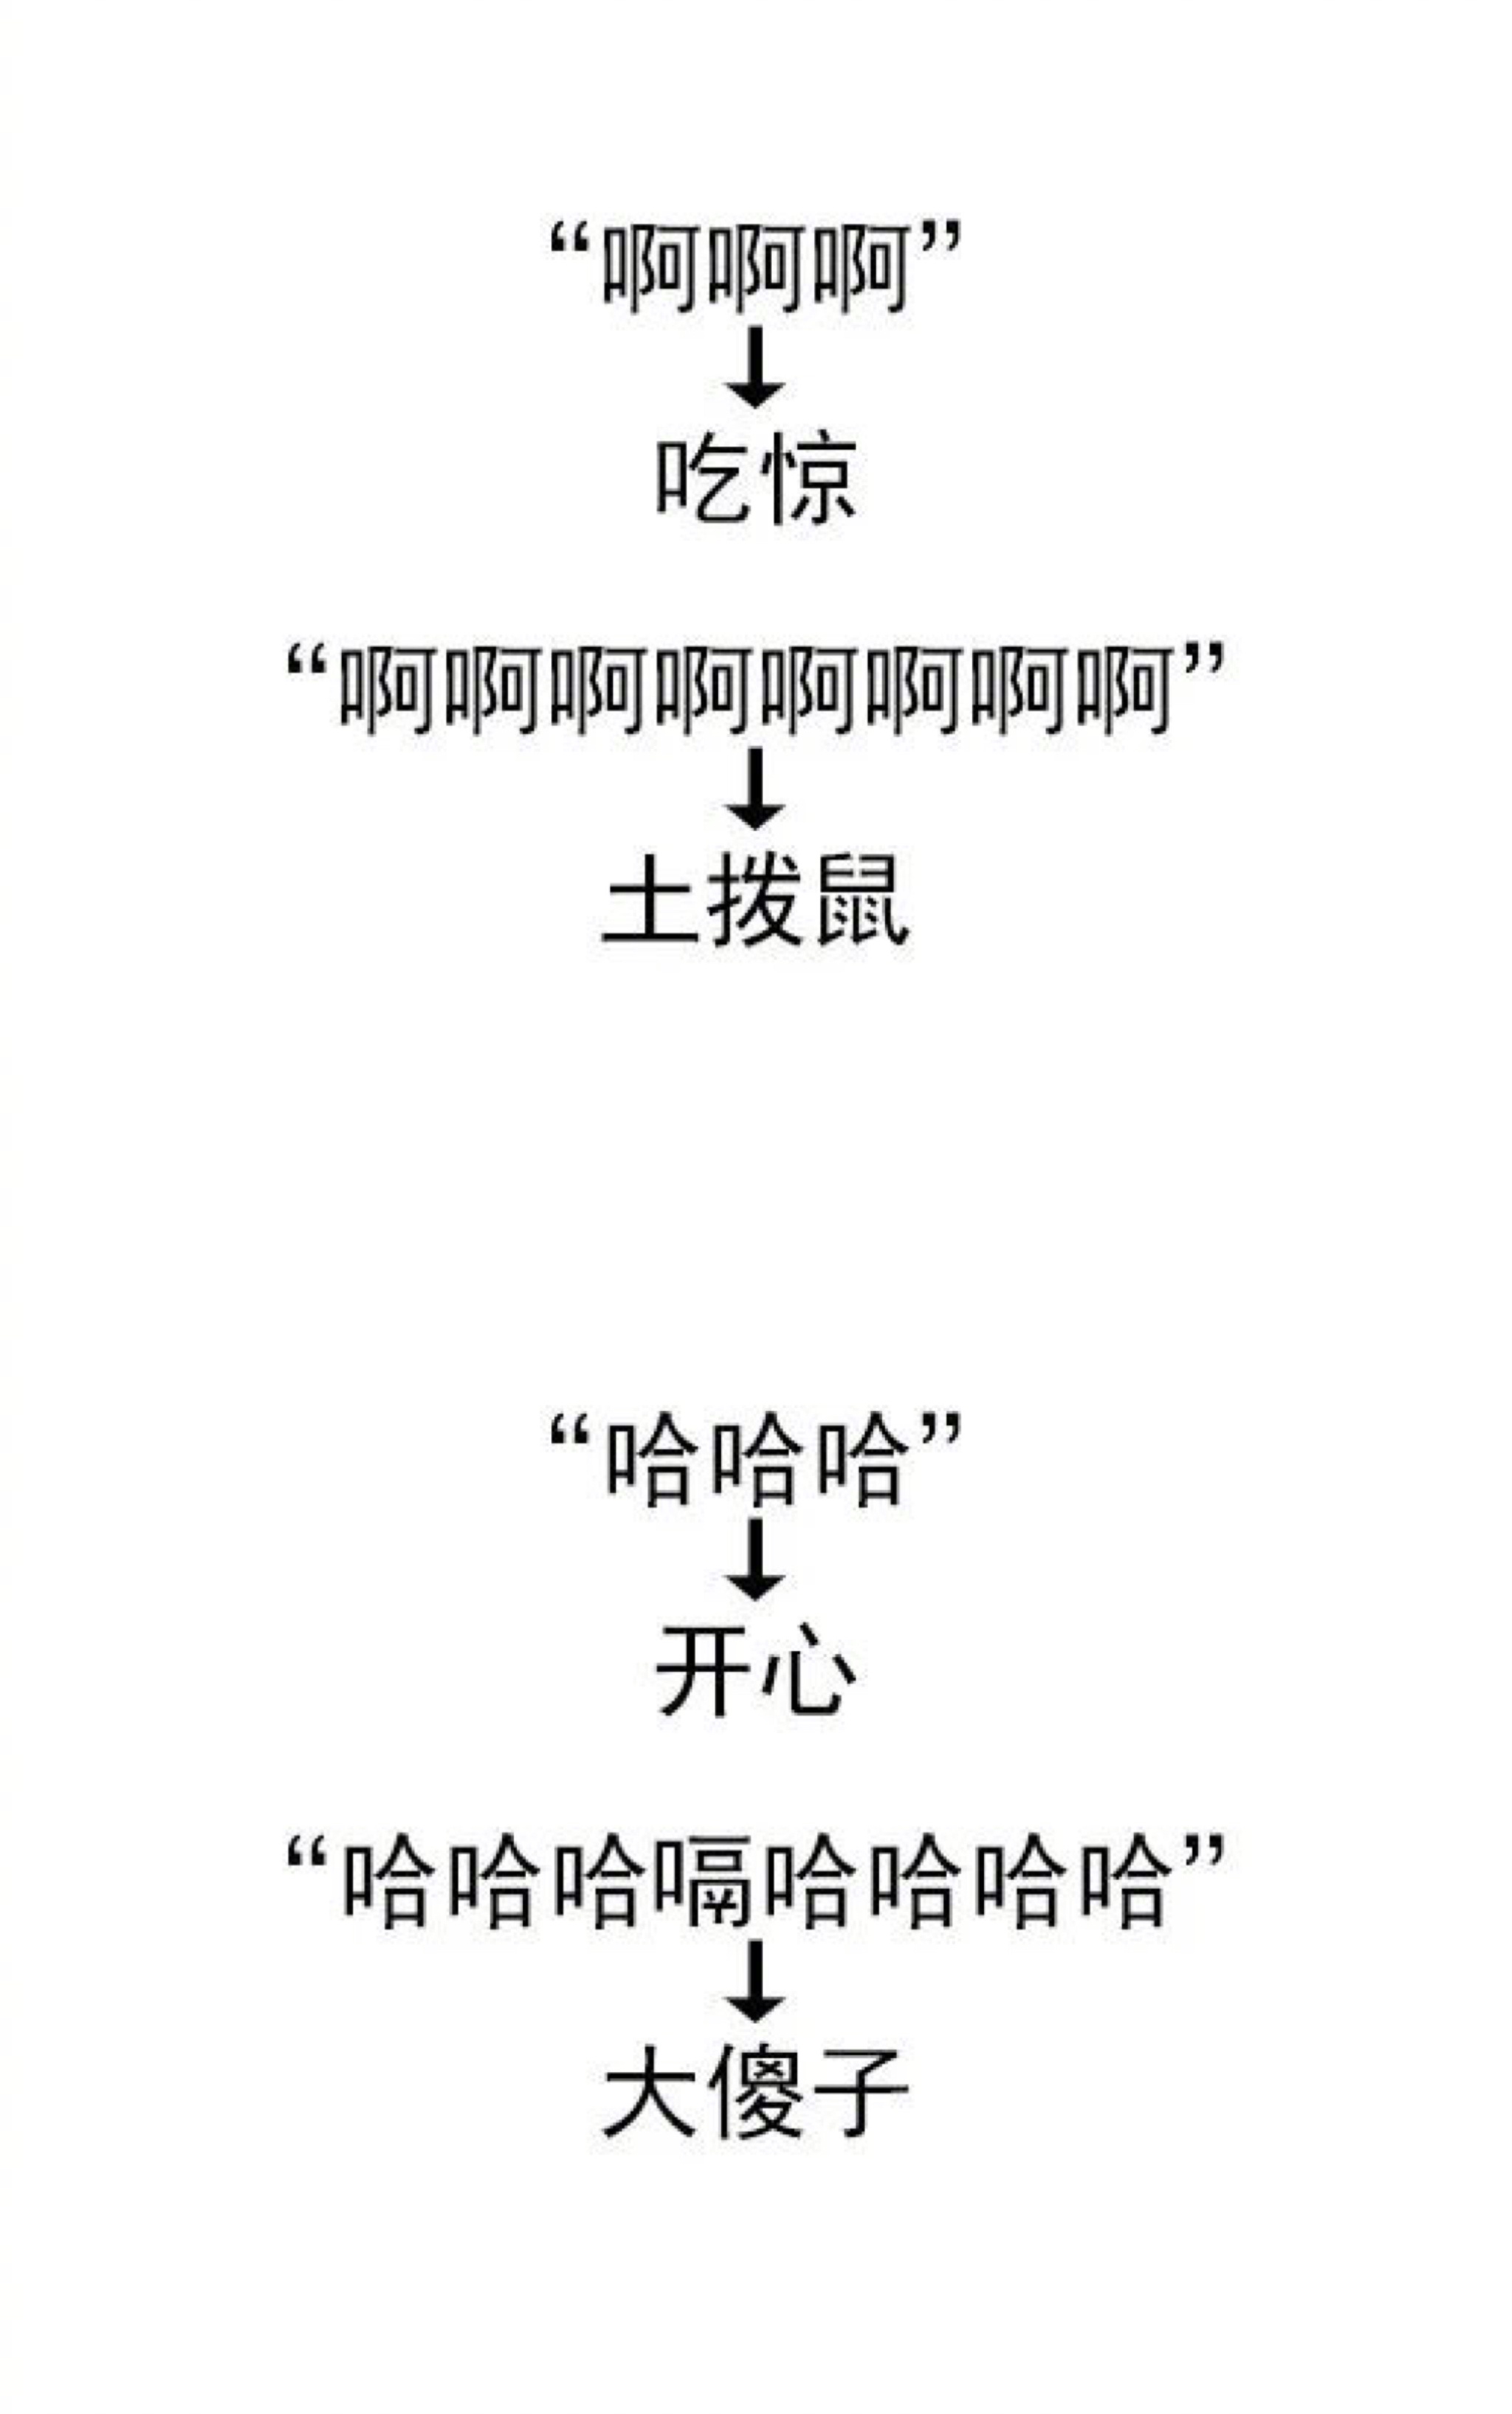 “啊啊啊”
吃惊
“啊啊啊啊啊啊啊啊”
土拨鼠
“哈哈哈”
开心
“哈哈哈嗝哈哈哈哈”
大傻子